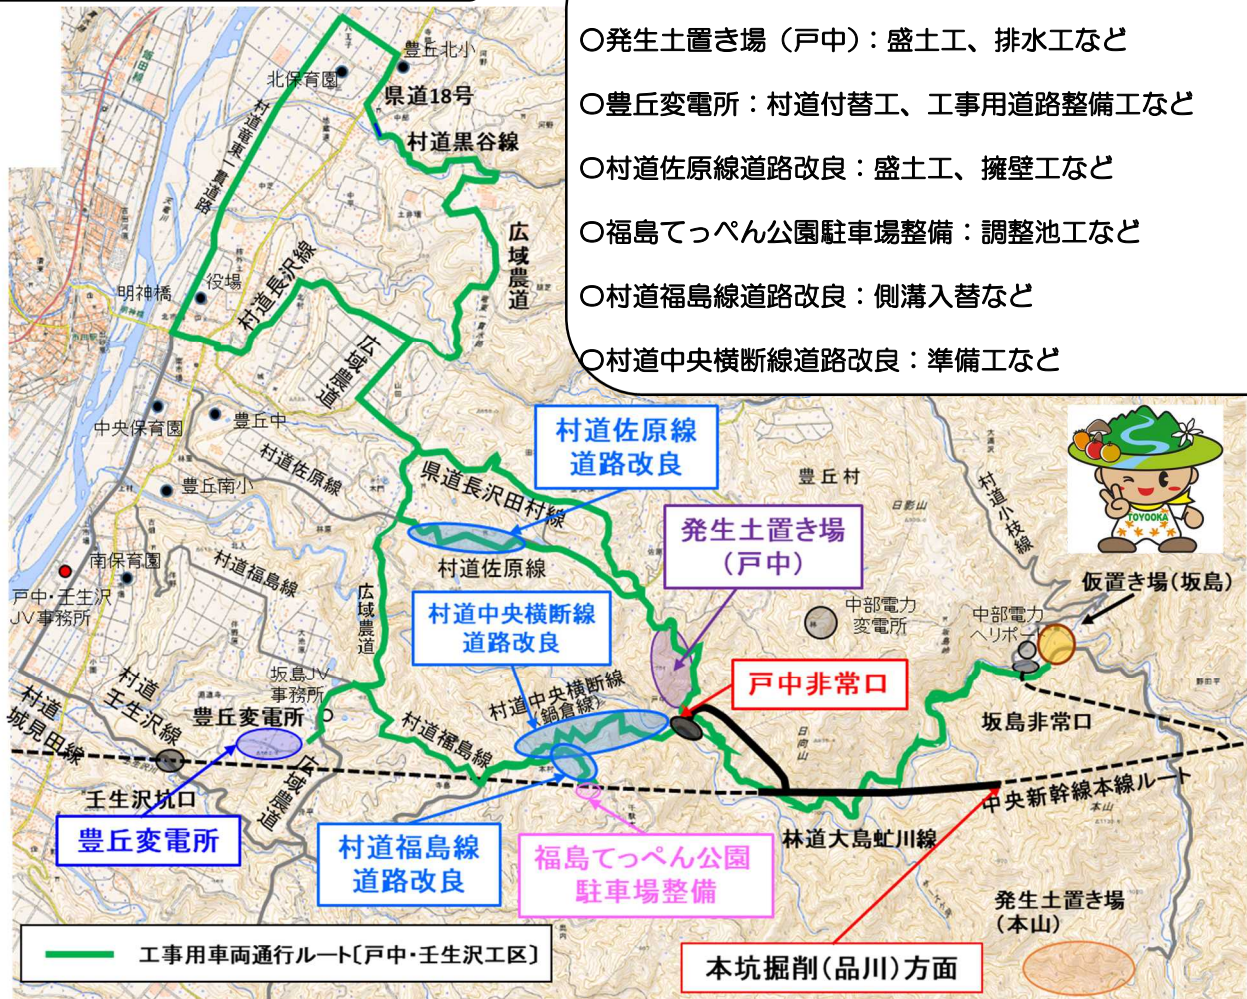 〇発生土置き場（戸中）：盛土工、排水工など
〇豊丘変電所：村道付替工、工事用道路整備工など
〇村道佐原線道路改良：盛土工、擁壁工など
〇福島てっぺん公園駐車場整備：調整池工など
〇村道福島線道路改良：側溝入替など
〇村道中央横断線道路改良：準備工など
豊丘北小
北保育園
県道18号
村道黒谷線
村道竜東一貫道路
広域農道
役場
明神橋
村道長沢線
広域農道
中央保育園
豊丘中
村道佐原線
豊丘南小
県道長沢田村線
村道佐原線
道路改良
豊丘村
日影山
村道小枝線
TOYOOKA
発生土置き場
（戸中）
村道佐原線
南保育園
村道福島線
戸中・壬生沢
JV事務所
広域農道
村道中央横断線
道路改良
中部電力
変電所
中部電力
ヘリポート
仮置き場(坂島)
戸中非常口
坂島JV
事務所
村道中央横断線
(鍋倉線)
豊丘変電所
村道福島線
村道
壬生沢線
村道
城見田線
日向山
坂島非常口
野田平
中央新幹線本線ルート
本山
壬生沢坑口
広域農道
豊丘変電所
村道福島線
道路改良
福島てっぺん公園
駐車場整備
林道大島虻川線
発生土置き場
(本山)
本坑掘削(品川)方面
工事用車両通行ルート〔戸中・壬生沢工区〕